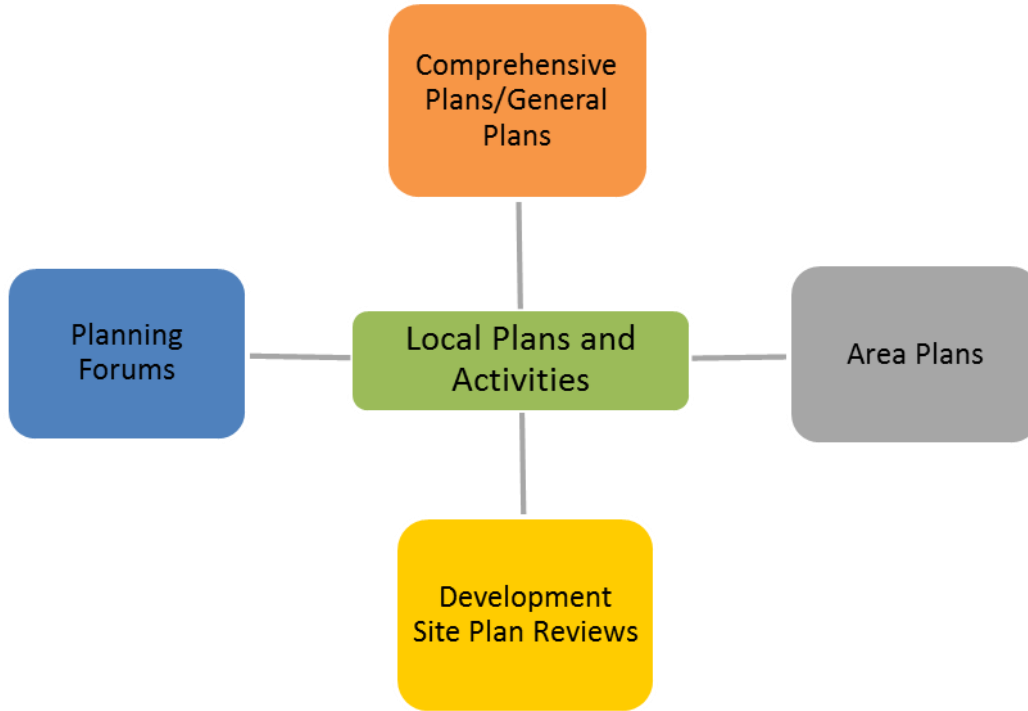 Comprehensive
Plans/General
Plans
Planning
Forums
Local Plans and
Activities
Area Plans
Development
Site Plan Reviews